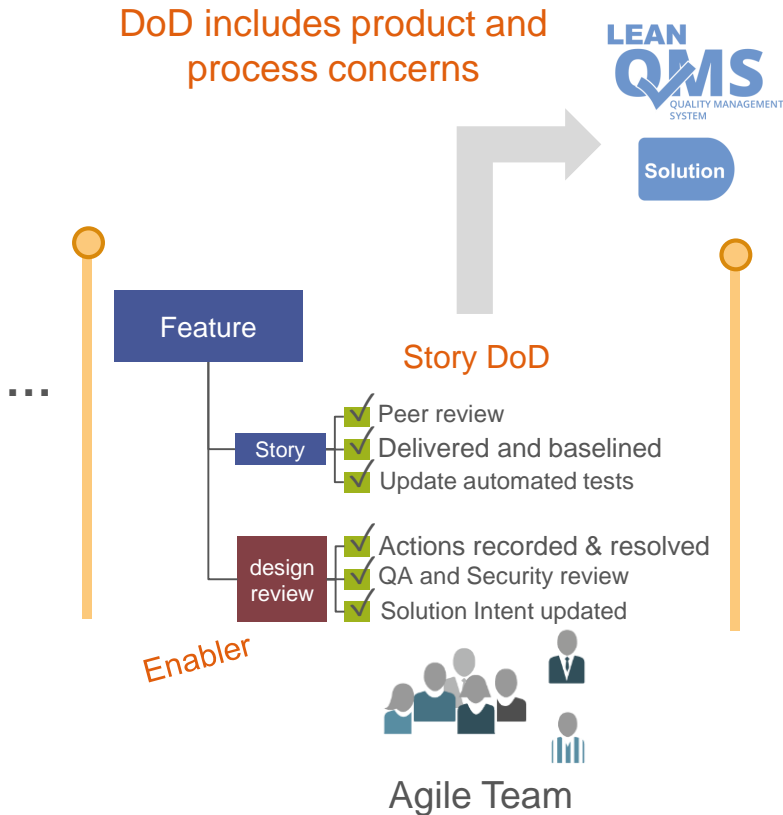 DoD includes product and
process concerns
LEAN
QMS
QUALITY MANAGEMENT
SYSTEM
Solution
Feature
Story DoD
...
Story
Peer review
Delivered and baselined
Update automated tests
design
review
Actions recorded & resolved
QA and Security review
Solution Intent updated
Enabler
Agile Team